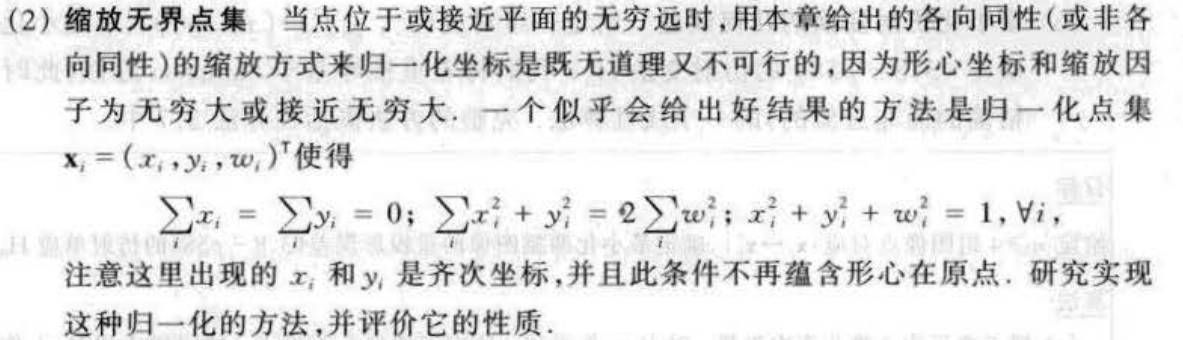 (2) 缩放无界点集 当点位于或接近平面的无穷远时,用本章给出的各向同性(或非各
向同性)的缩放方式来归一化坐标是既无道理又不可行的,因为形心坐标和缩放因
子为无穷大或接近无穷大. 一个似乎会给出好结果的方法是归一化点集
x_i = (x_i, y_i, w_i)^T 使得
∑x_i = ∑y_i = 0; ∑x_i^2 + y_i^2 = 2∑w_i^2; x_i^2 + y_i^2 + w_i^2 = 1, ∀i,
注意这里出现的 x_i 和 y_i 是齐次坐标,并且此条件不再蕴含形心在原点. 研究实现
这种归一化的方法,并评价它的性质.